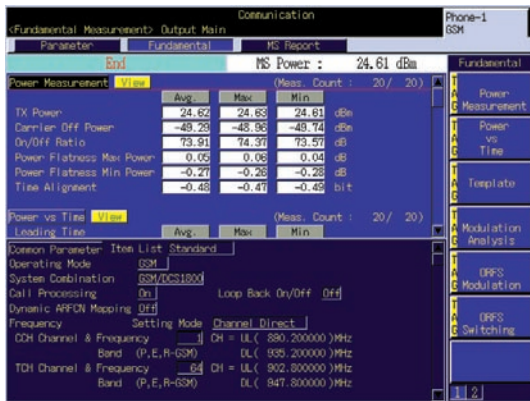 Communication
Phone-1
GSM
<Fundamental Measurement> Output Main
Parameter Fundamental MS Report
End MS Power : 24.61 dBm
Fundamental
Power Measurement View (Meas. Count : 20/ 20)
Avg. Max Min
TX Power 24.62 24.63 24.61 dBm
Carrier Off Power -49.29 -48.96 -49.74 dBm
On/Off Ratio 73.91 74.37 73.57 dB
Power Flatness Max Power 0.05 0.06 0.04 dB
Power Flatness Min Power -0.27 -0.26 -0.28 dB
Time Alignment -0.48 -0.47 -0.49 bit
Power vs Time View (Meas. Count : 20/ 20)
Leading Time Avg. Max Min
Common Parameter Item List Standard
Operating Mode GSM
System Combination GSM/DCS1800
Call Processing On Loop Back On/Off Off
Dynamic ARFCN Mapping Off
Frequency Setting Mode Channel Direct
CCH Channel & Frequency 1 CH = UL( 890.200000 )MHz
Band (P,E,R-GSM) DL( 935.200000 )MHz
TCH Channel & Frequency 64 CH = UL( 902.800000 )MHz
Band (P,E,R-GSM) DL( 947.800000 )MHz
TAG Power Measurement
TAG Power vs Time
TAG Template
TAG Modulation Analysis
TAG ORFS Modulation
TAG ORFS Switching
1 2